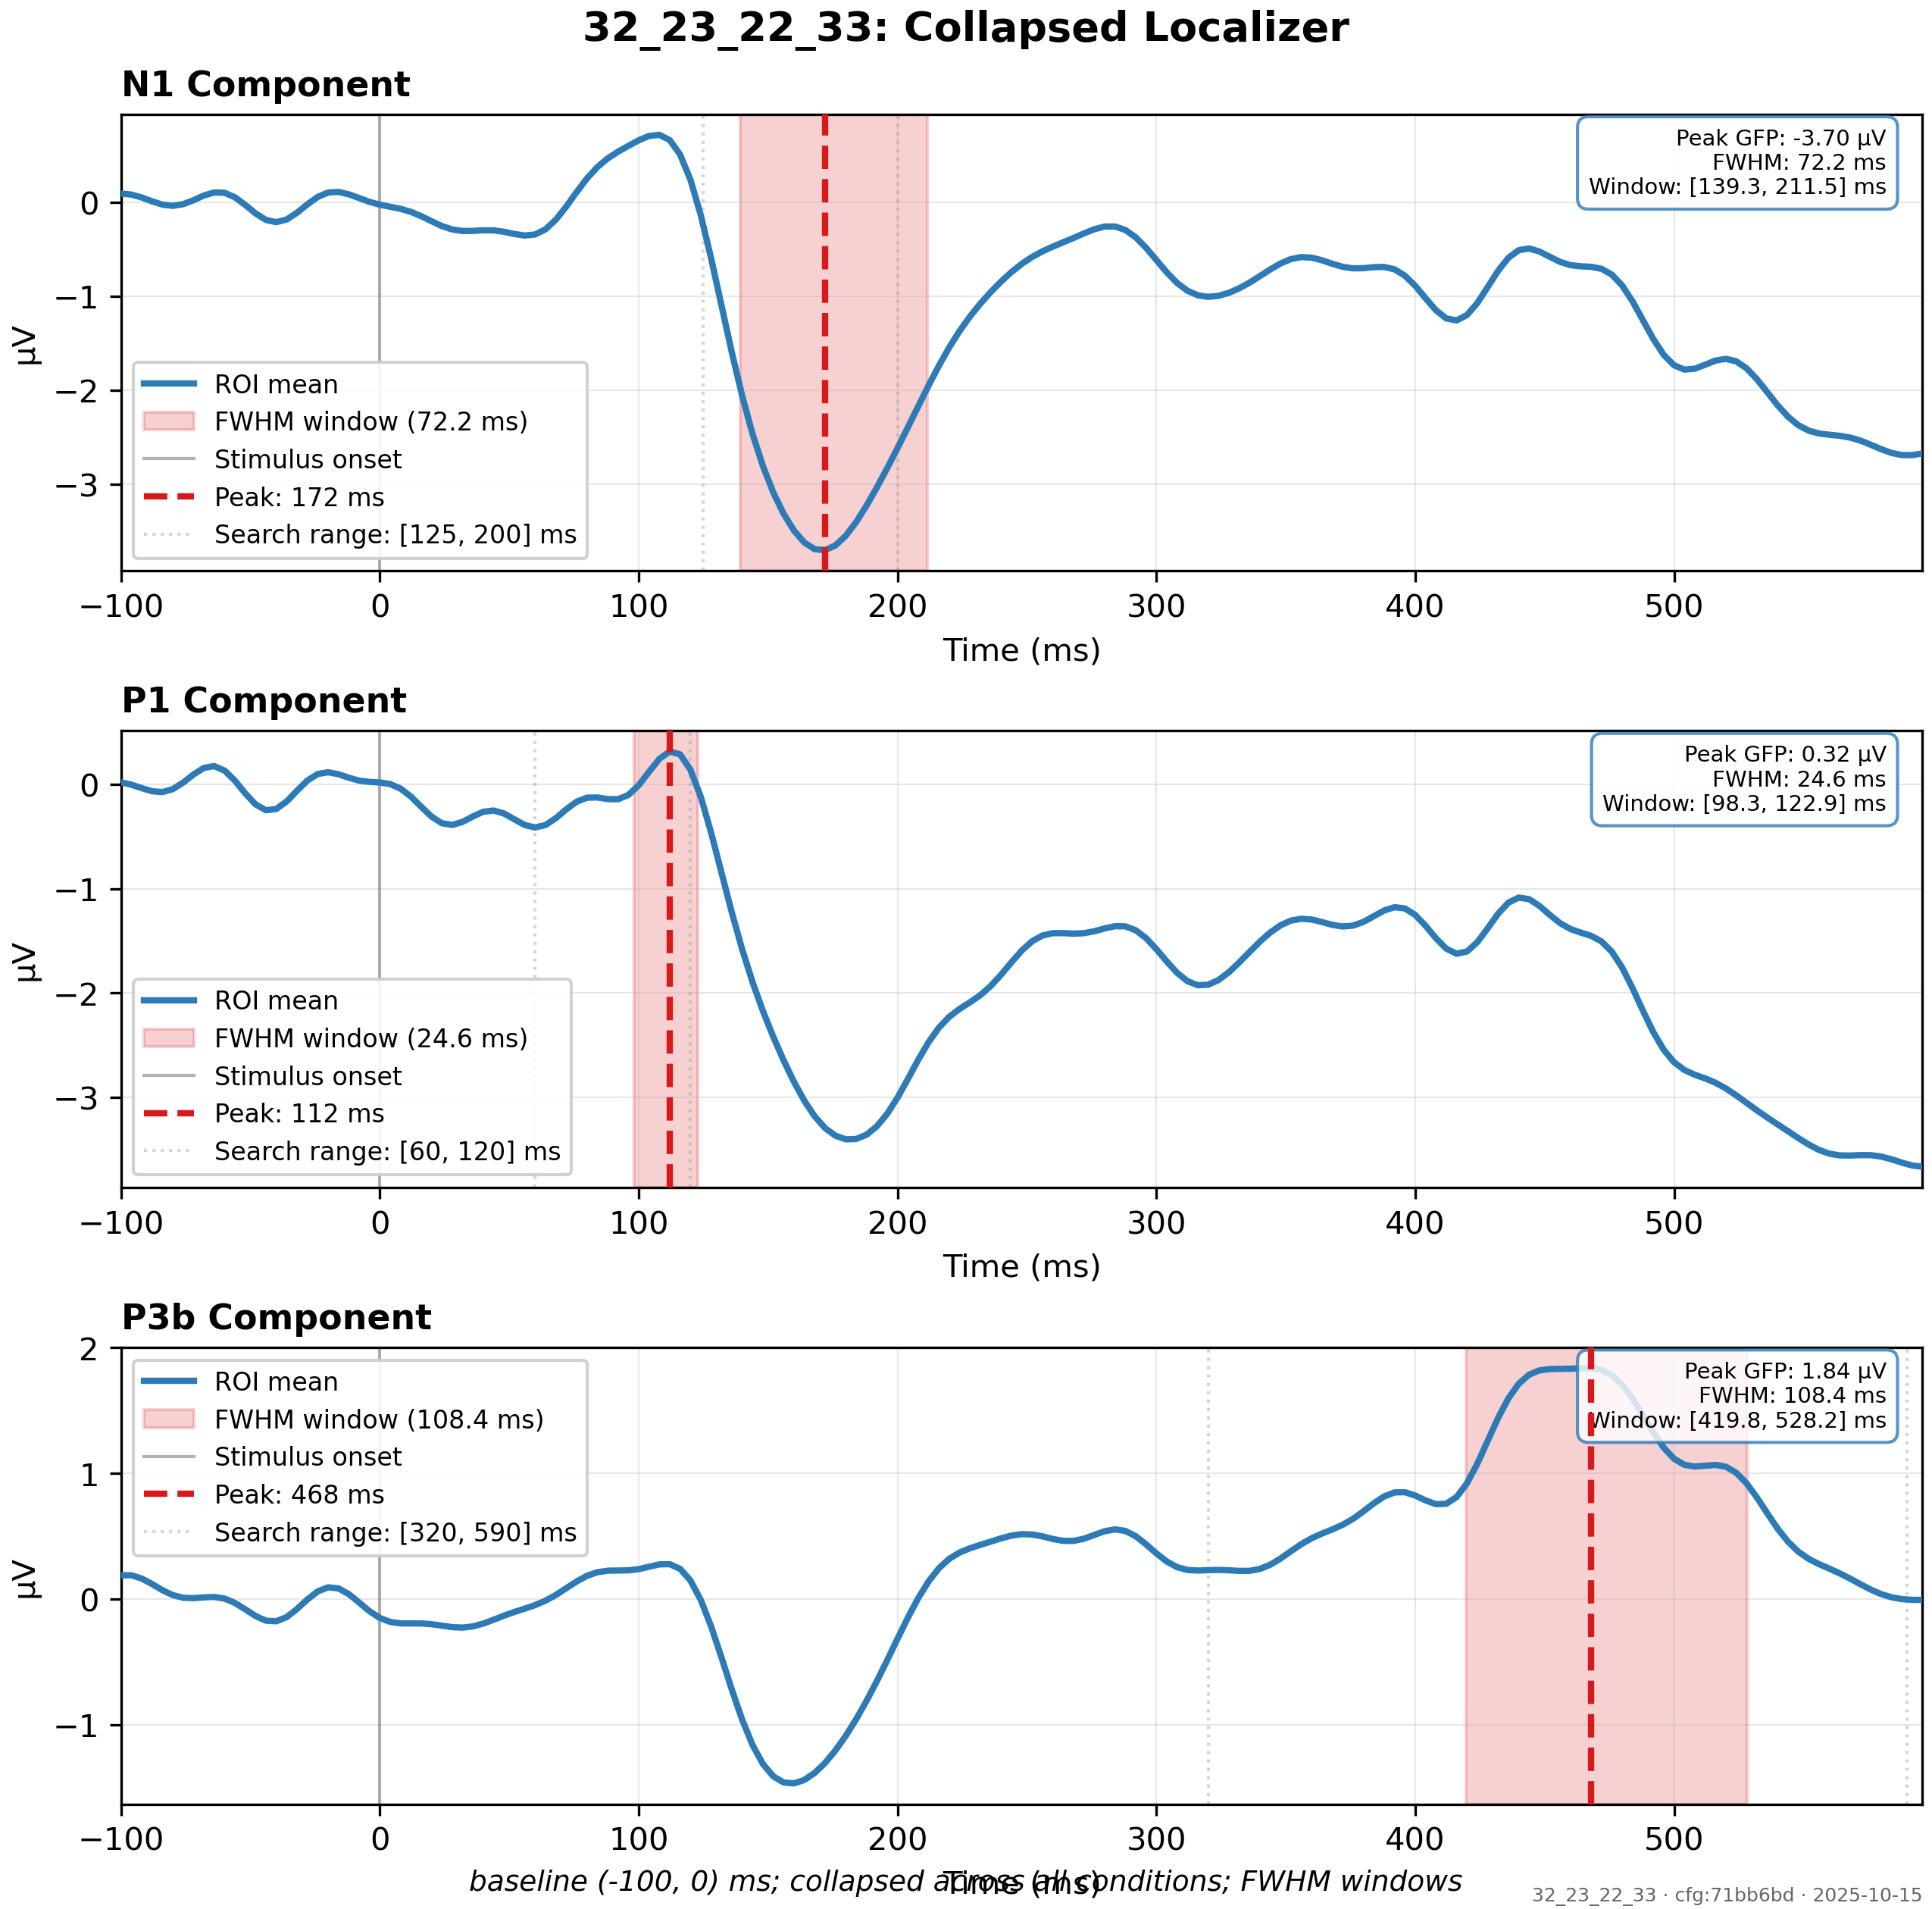 32_23_22_33: Collapsed Localizer
N1 Component
Peak GFP: -3.70 µV
FWHM: 72.2 ms
Window: [139.3, 211.5] ms
0
−1
−2
−3
µV
ROI mean
FWHM window (72.2 ms)
Stimulus onset
Peak: 172 ms
Search range: [125, 200] ms
−100 0 100 200 300 400 500
Time (ms)
P1 Component
Peak GFP: 0.32 µV
FWHM: 24.6 ms
Window: [98.3, 122.9] ms
0
−1
−2
−3
µV
ROI mean
FWHM window (24.6 ms)
Stimulus onset
Peak: 112 ms
Search range: [60, 120] ms
−100 0 100 200 300 400 500
Time (ms)
P3b Component
Peak GFP: 1.84 µV
FWHM: 108.4 ms
Window: [419.8, 528.2] ms
2
1
0
−1
µV
ROI mean
FWHM window (108.4 ms)
Stimulus onset
Peak: 468 ms
Search range: [320, 590] ms
−100 0 100 200 300 400 500
Time (ms)
baseline (-100, 0) ms; collapsed across all conditions; FWHM windows
32_23_22_33 · cfg:71bb6bd · 2025-10-15